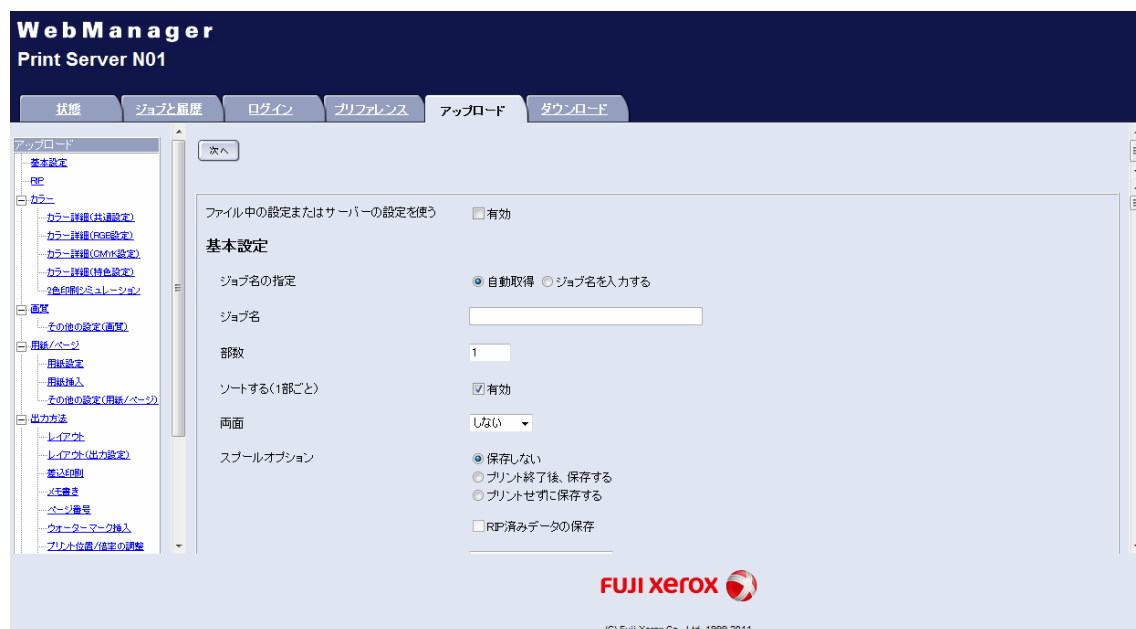 WebManager
Print Server N01
状態 ジョブと履歴 ログイン プリファレンス アップロード ダウンロード
アップロード
基本設定
RIP
カラー
カラー詳細(共通設定)
カラー詳細(RGB設定)
カラー詳細(CMYK設定)
カラー詳細(特色設定)
2色印刷シミュレーション
画質
その他の設定(画質)
用紙/ページ
用紙設定
用紙挿入
その他の設定(用紙/ページ)
出力方法
レイアウト
レイアウト(出力設定)
差込印刷
メモ書き
ページ番号
ウォーターマーク挿入
プリント位置/倍率の調整
次へ
ファイル中の設定またはサーバーの設定を使う 有効
基本設定
ジョブ名の指定 自動取得 ジョブ名を入力する
ジョブ名
部数 1
ソートする(1部ごと) 有効
両面 しない
スプールオプション 保存しない
プリント終了後、保存する
プリントせずに保存する
RIP済みデータの保存
FUJI xerox
(C) Fuji Xerox Co., Ltd. 1999-2011